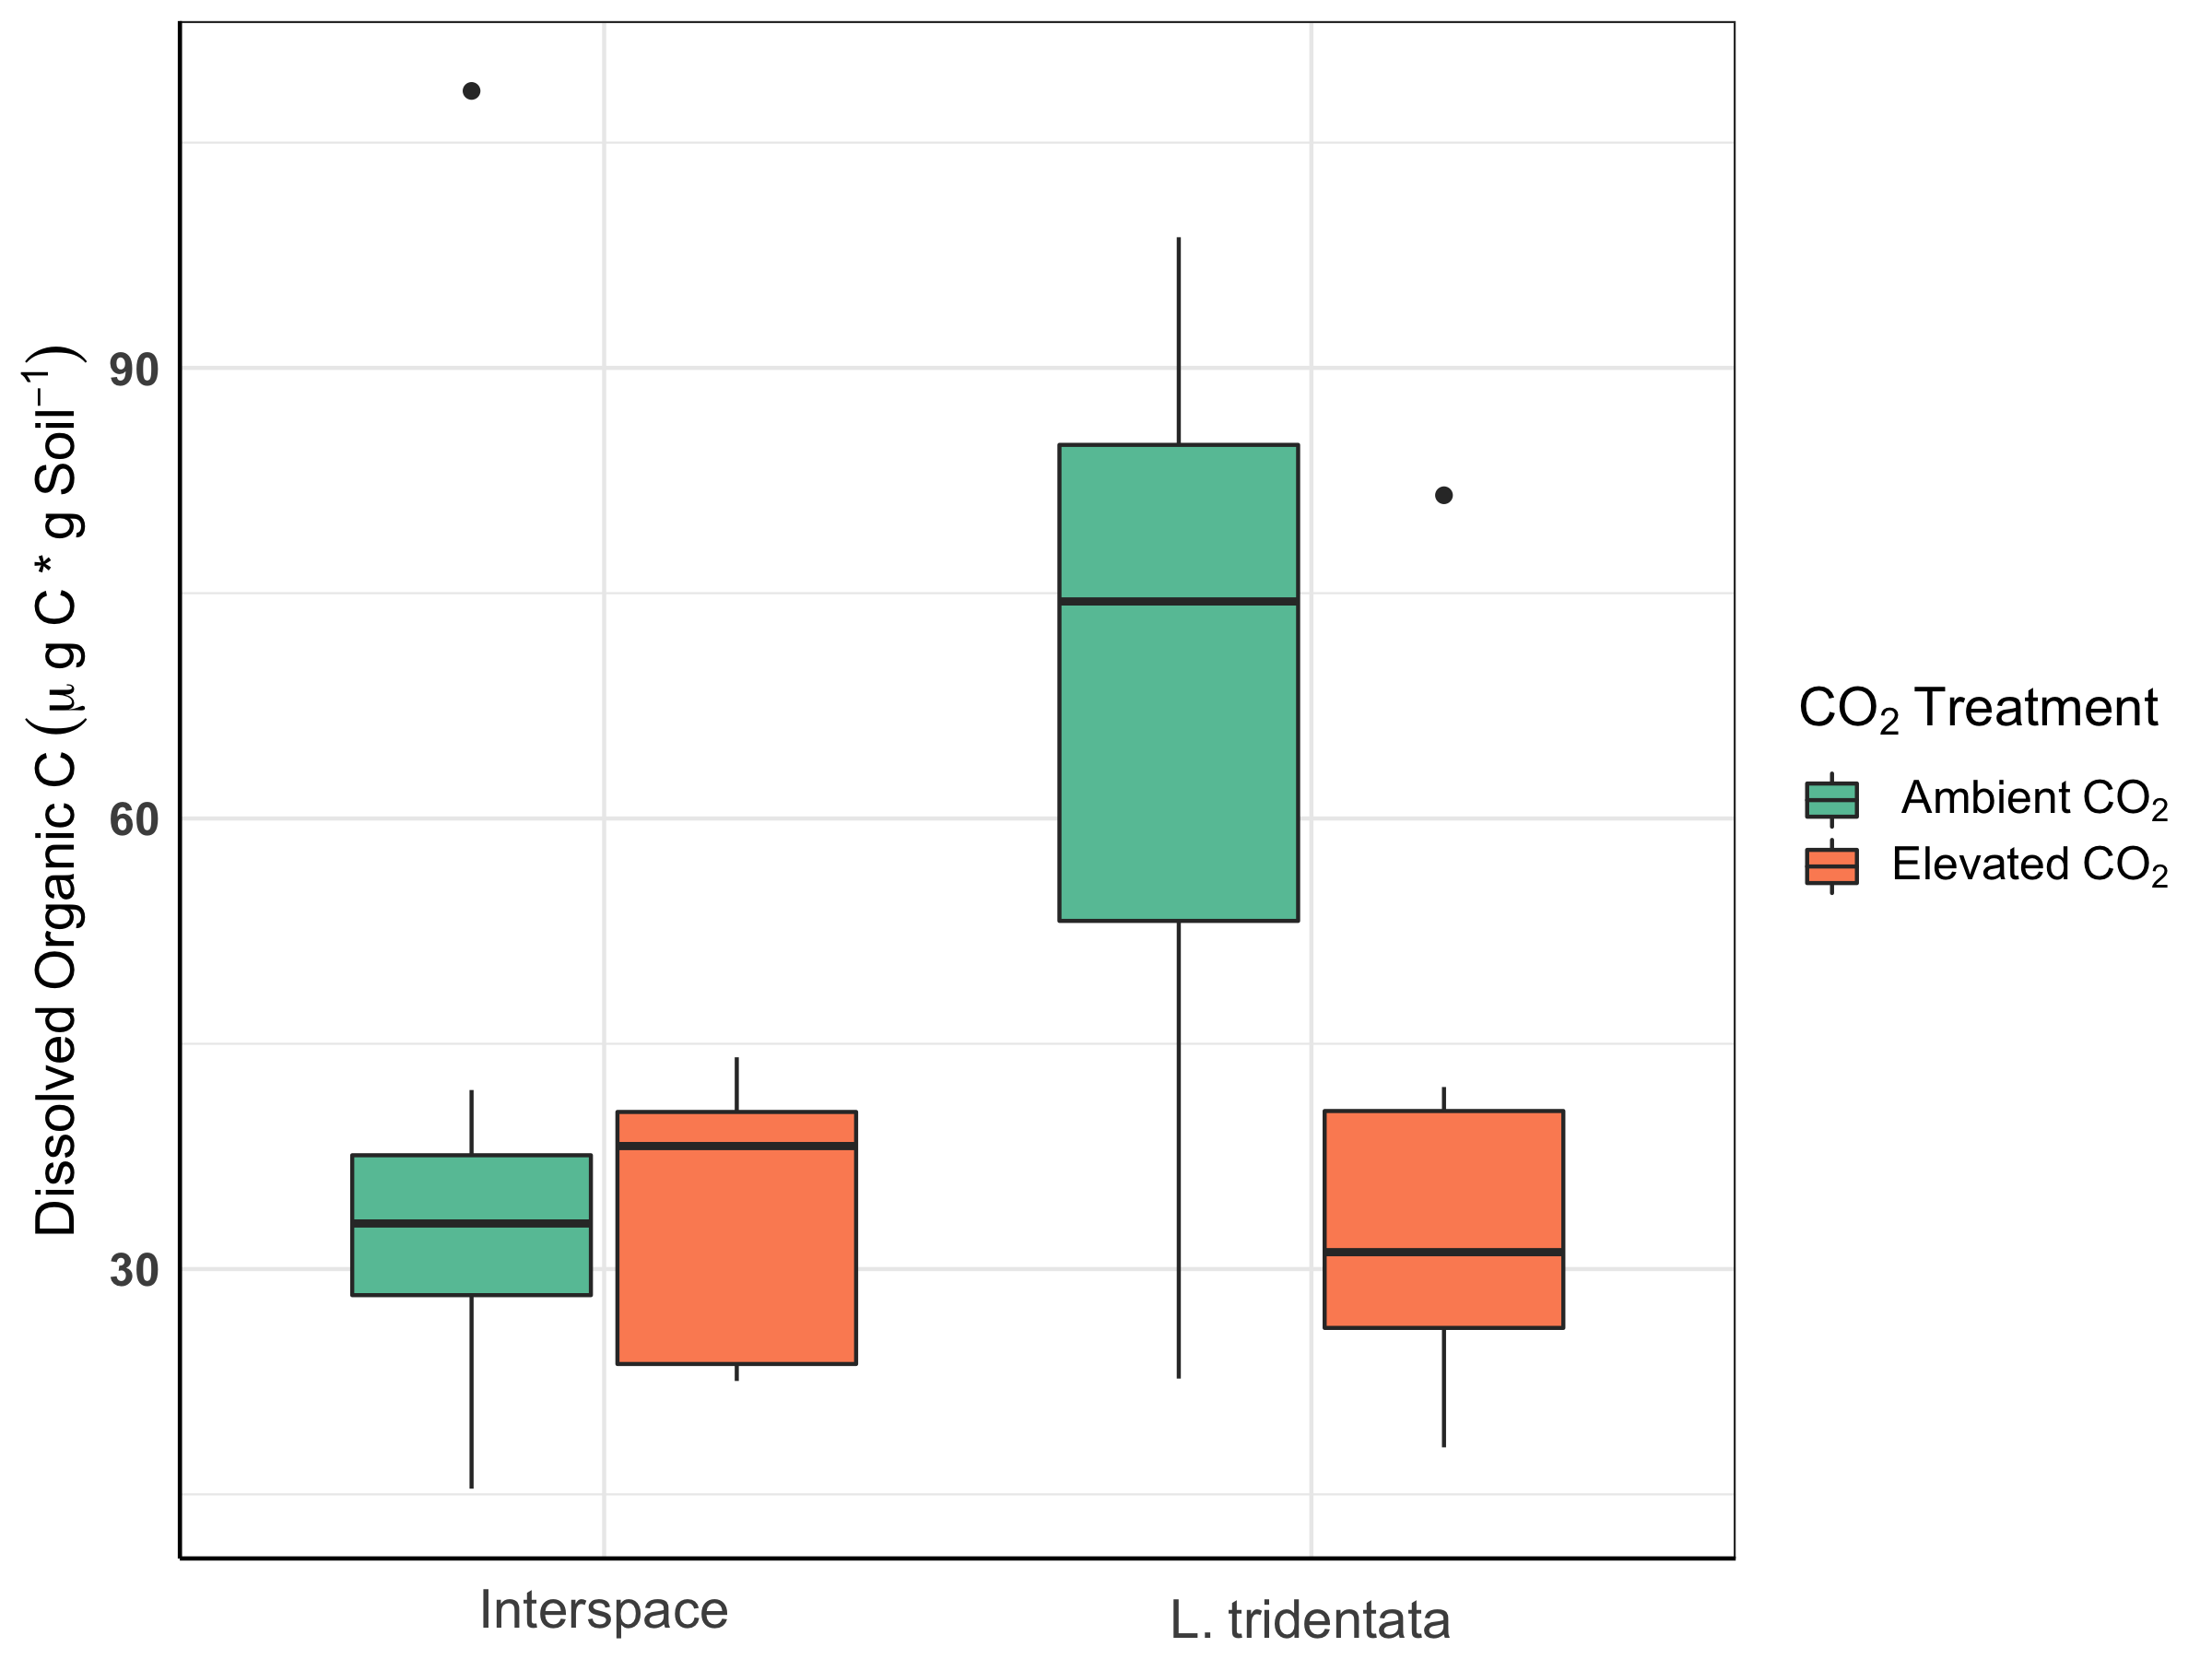 Dissolved Organic C (μ g C * g Soil⁻¹)
90
60
30
Interspace
L. tridentata
CO₂ Treatment
Ambient CO₂
Elevated CO₂